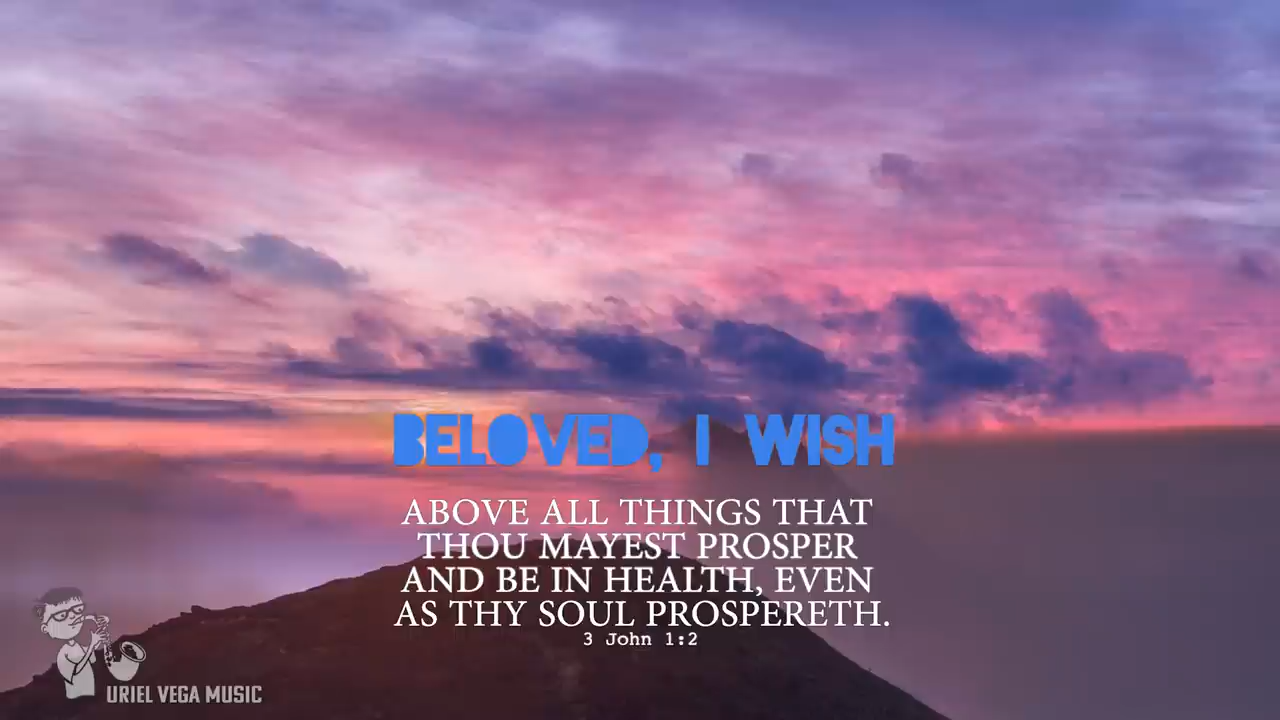 BELOVED, I WISH
ABOVE ALL THINGS THAT
THOU MAYEST PROSPER
AND BE IN HEALTH, EVEN
AS THY SOUL PROSPERETH.
3 John 1:2
URIEL VEGA MUSIC